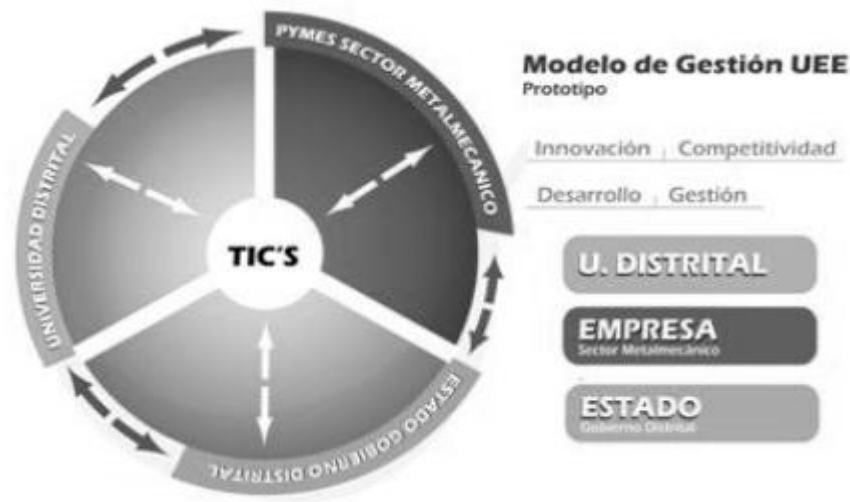 PYMES SECTOR METALMECANICO
UNIVERSIDAD DISTRITAL
TIC'S
ESTADO GOBIERNO DISTRITAL
Modelo de Gestión UEE
Prototipo
Innovación | Competitividad
Desarrollo | Gestión
U. DISTRITAL
EMPRESA
Sector Metalmecánico
ESTADO
Gobierno Distrital